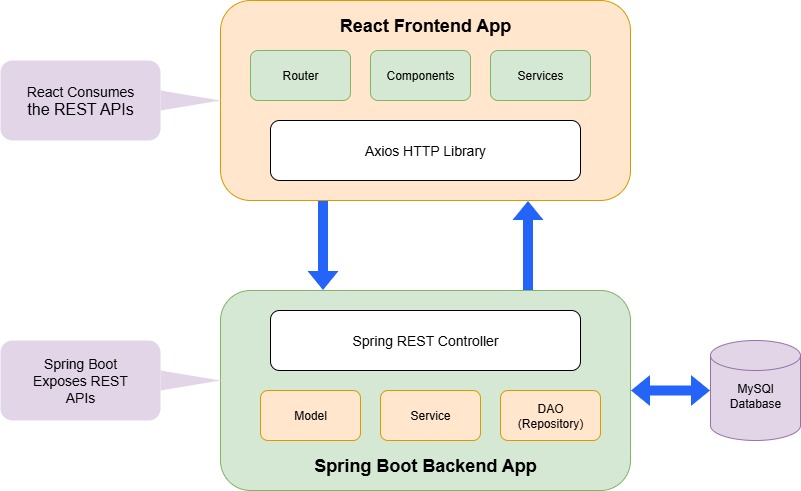 React Frontend App
Router
Components
Services
React Consumes
the REST APIs
Axios HTTP Library
Spring REST Controller
Spring Boot
Exposes REST
APIs
MySQl
Database
Model
Service
DAO
(Repository)
Spring Boot Backend App